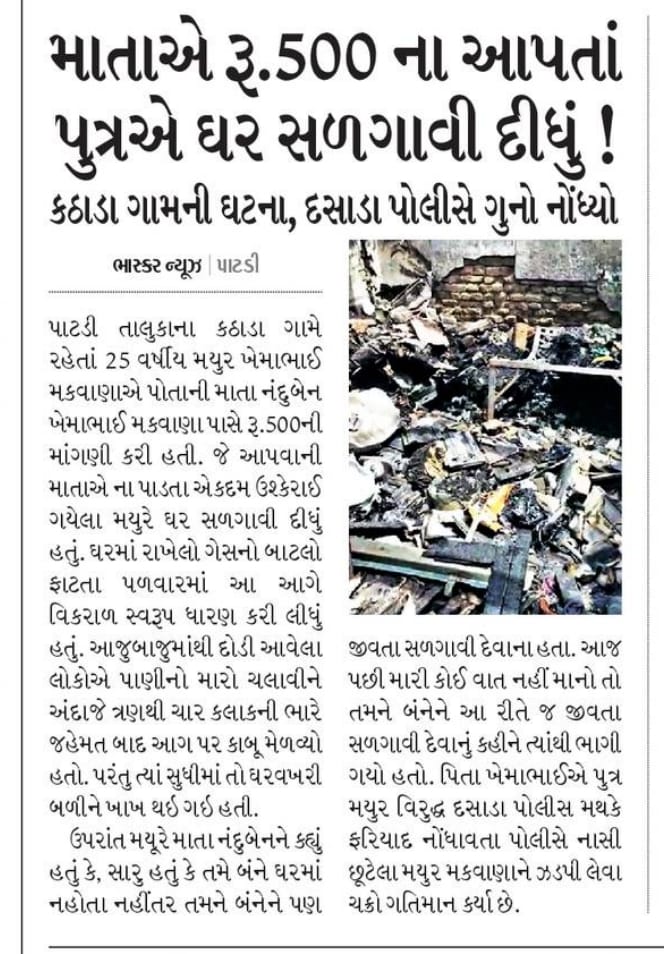 માતાએ રૂ.500 ના આપતાં
પુત્રએ ઘર સળગાવી દીધું !
કઠાડા ગામની ઘટના, દસાડા પોલીસે ગુનો નોંધ્યો
ભાસ્કર ન્યૂઝ | પાટડી
પાટડી તાલુકાના કઠાડા ગામે
રહેતાં 25 વર્ષીય મયુર ખેમાભાઈ
મકવાણાએ પોતાની માતા નંદુબેન
ખેમાભાઈ મકવાણા પાસે રૂ.500ની
માંગણી કરી હતી. જે આપવાની
માતાએ ના પાડતા એકદમ ઉશ્કેરાઈ
ગયેલા મયુરે ઘર સળગાવી દીધું
હતું. ઘરમાં રાખેલો ગેસનો બાટલો
ફાટતા પળવારમાં આ આગે
વિકરાળ સ્વરૂપ ધારણ કરી લીધું
હતું. આજુબાજુમાંથી દોડી આવેલા
લોકોએ પાણીનો મારો ચલાવીને
અંદાજે ત્રણથી ચાર કલાકની ભારે
જહેમત બાદ આગ પર કાબૂ મેળવ્યો
હતો. પરંતુ ત્યાં સુધીમાં તો ઘરવખરી
બળીને ખાખ થઇ ગઇ હતી.
ઉપરાંત મયૂરે માતા નંદુબેનને કહ્યું
હતું કે, સારુ હતું કે તમે બંને ઘરમાં
નહોતા નહીંતર તમને બંનેને પણ
જીવતા સળગાવી દેવાના હતા. આજ
પછી મારી કોઈ વાત નહીં માનો તો
તમને બંનેને આ રીતે જ જીવતા
સળગાવી દેવાનું કહીને ત્યાંથી ભાગી
ગયો હતો. પિતા ખેમાભાઈએ પુત્ર
મયુર વિરુદ્ધ દસાડા પોલીસ મથકે
ફરિયાદ નોંધાવતા પોલીસે નાસી
છૂટેલા મયુર મકવાણાને ઝડપી લેવા
ચક્રો ગતિમાન કર્યા છે.